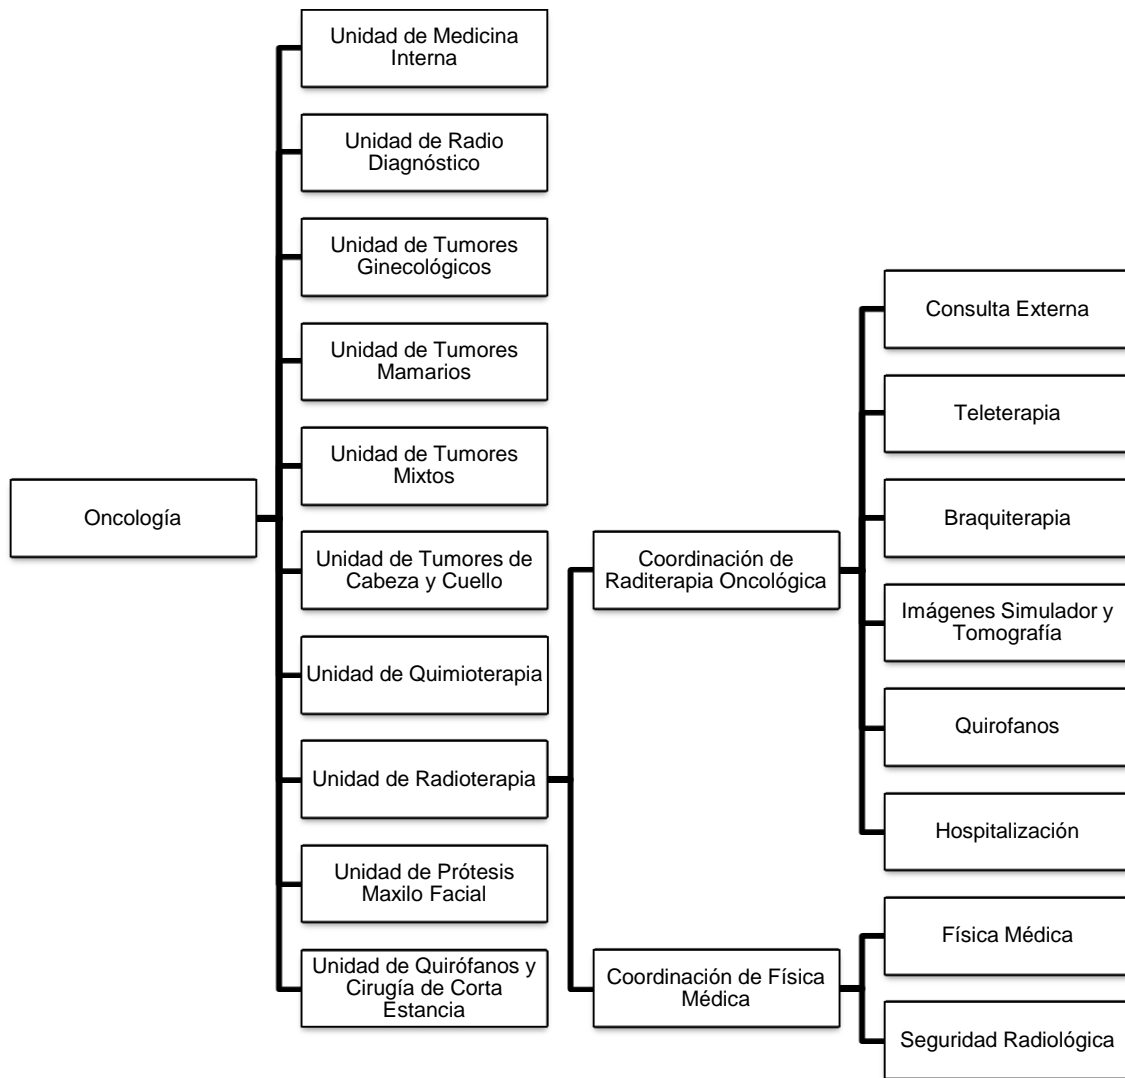 Oncología
Unidad de Medicina
Interna
Unidad de Radio
Diagnóstico
Unidad de Tumores
Ginecológicos
Unidad de Tumores
Mamarios
Unidad de Tumores
Mixtos
Unidad de Tumores de
Cabeza y Cuello
Unidad de Quimioterapia
Unidad de Radioterapia
Unidad de Prótesis
Maxilo Facial
Unidad de Quirófanos y
Cirugía de Corta
Estancia
Coordinación de
Raditerapia Oncológica
Coordinación de Física
Médica
Consulta Externa
Teleterapia
Braquiterapia
Imágenes Simulador y
Tomografía
Quirofanos
Hospitalización
Física Médica
Seguridad Radiológica